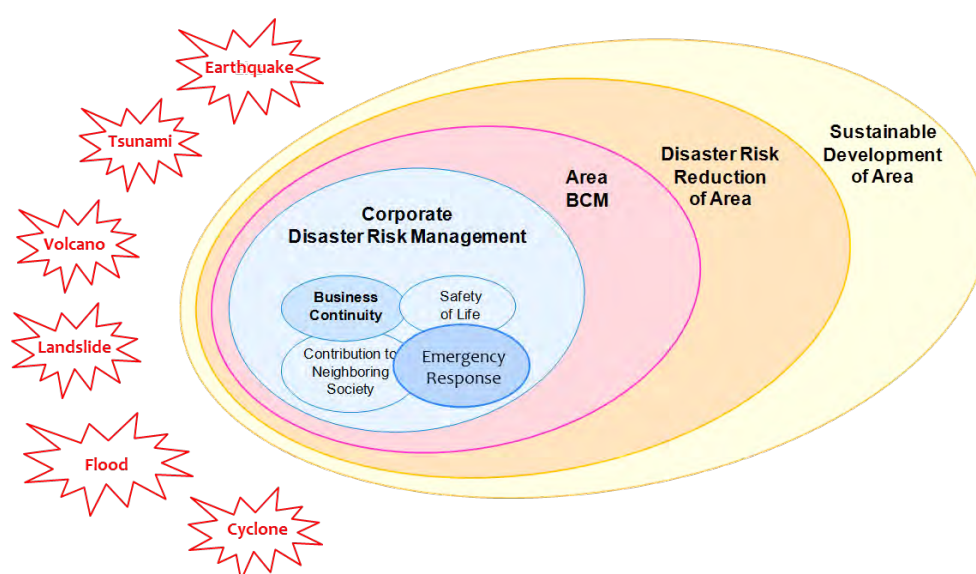 Earthquake
Tsunami
Volcano
Landslide
Flood
Cyclone
Corporate
Disaster Risk Management
Business
Continuity
Safety
of Life
Contribution to
Neighboring
Society
Emergency
Response
Area
BCM
Disaster Risk
Reduction
of Area
Sustainable
Development
of Area